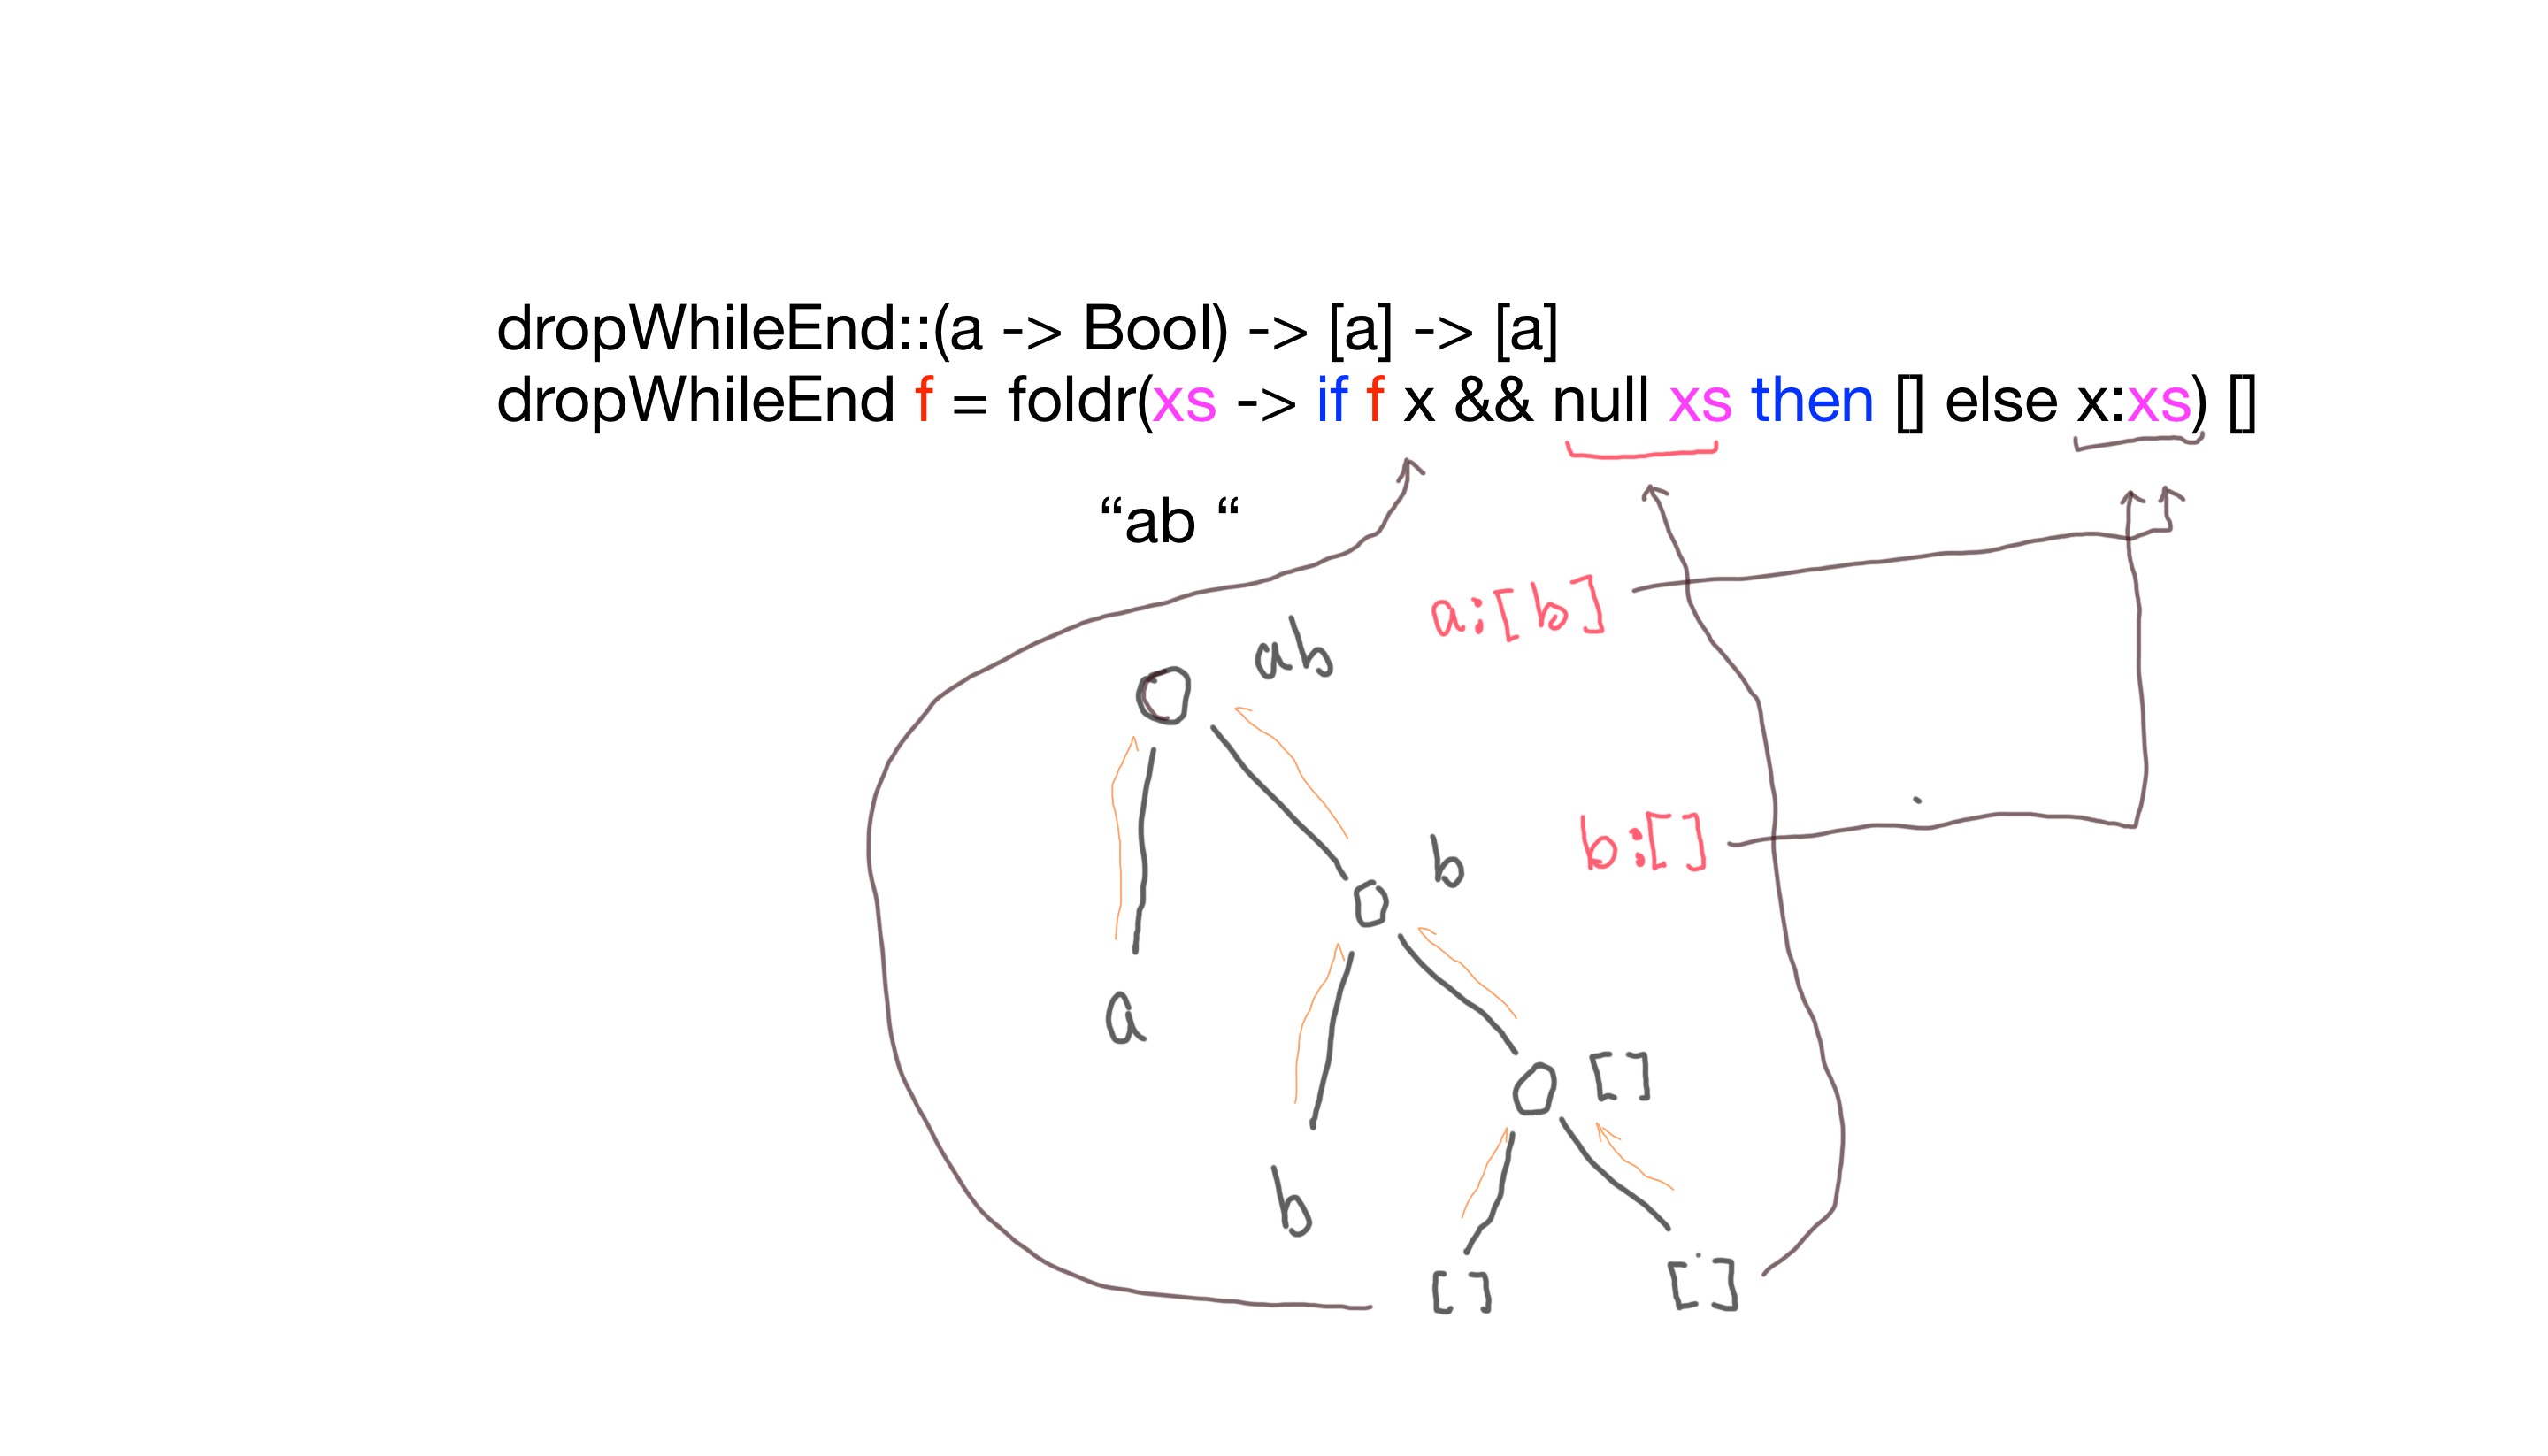 dropWhileEnd::(a -> Bool) -> [a] -> [a]
dropWhileEnd f = foldr(xs -> if f x && null xs then [] else x:xs) []
“ab “
a:[b]
ab
b:[]
b
a
[]
b
[]
[]